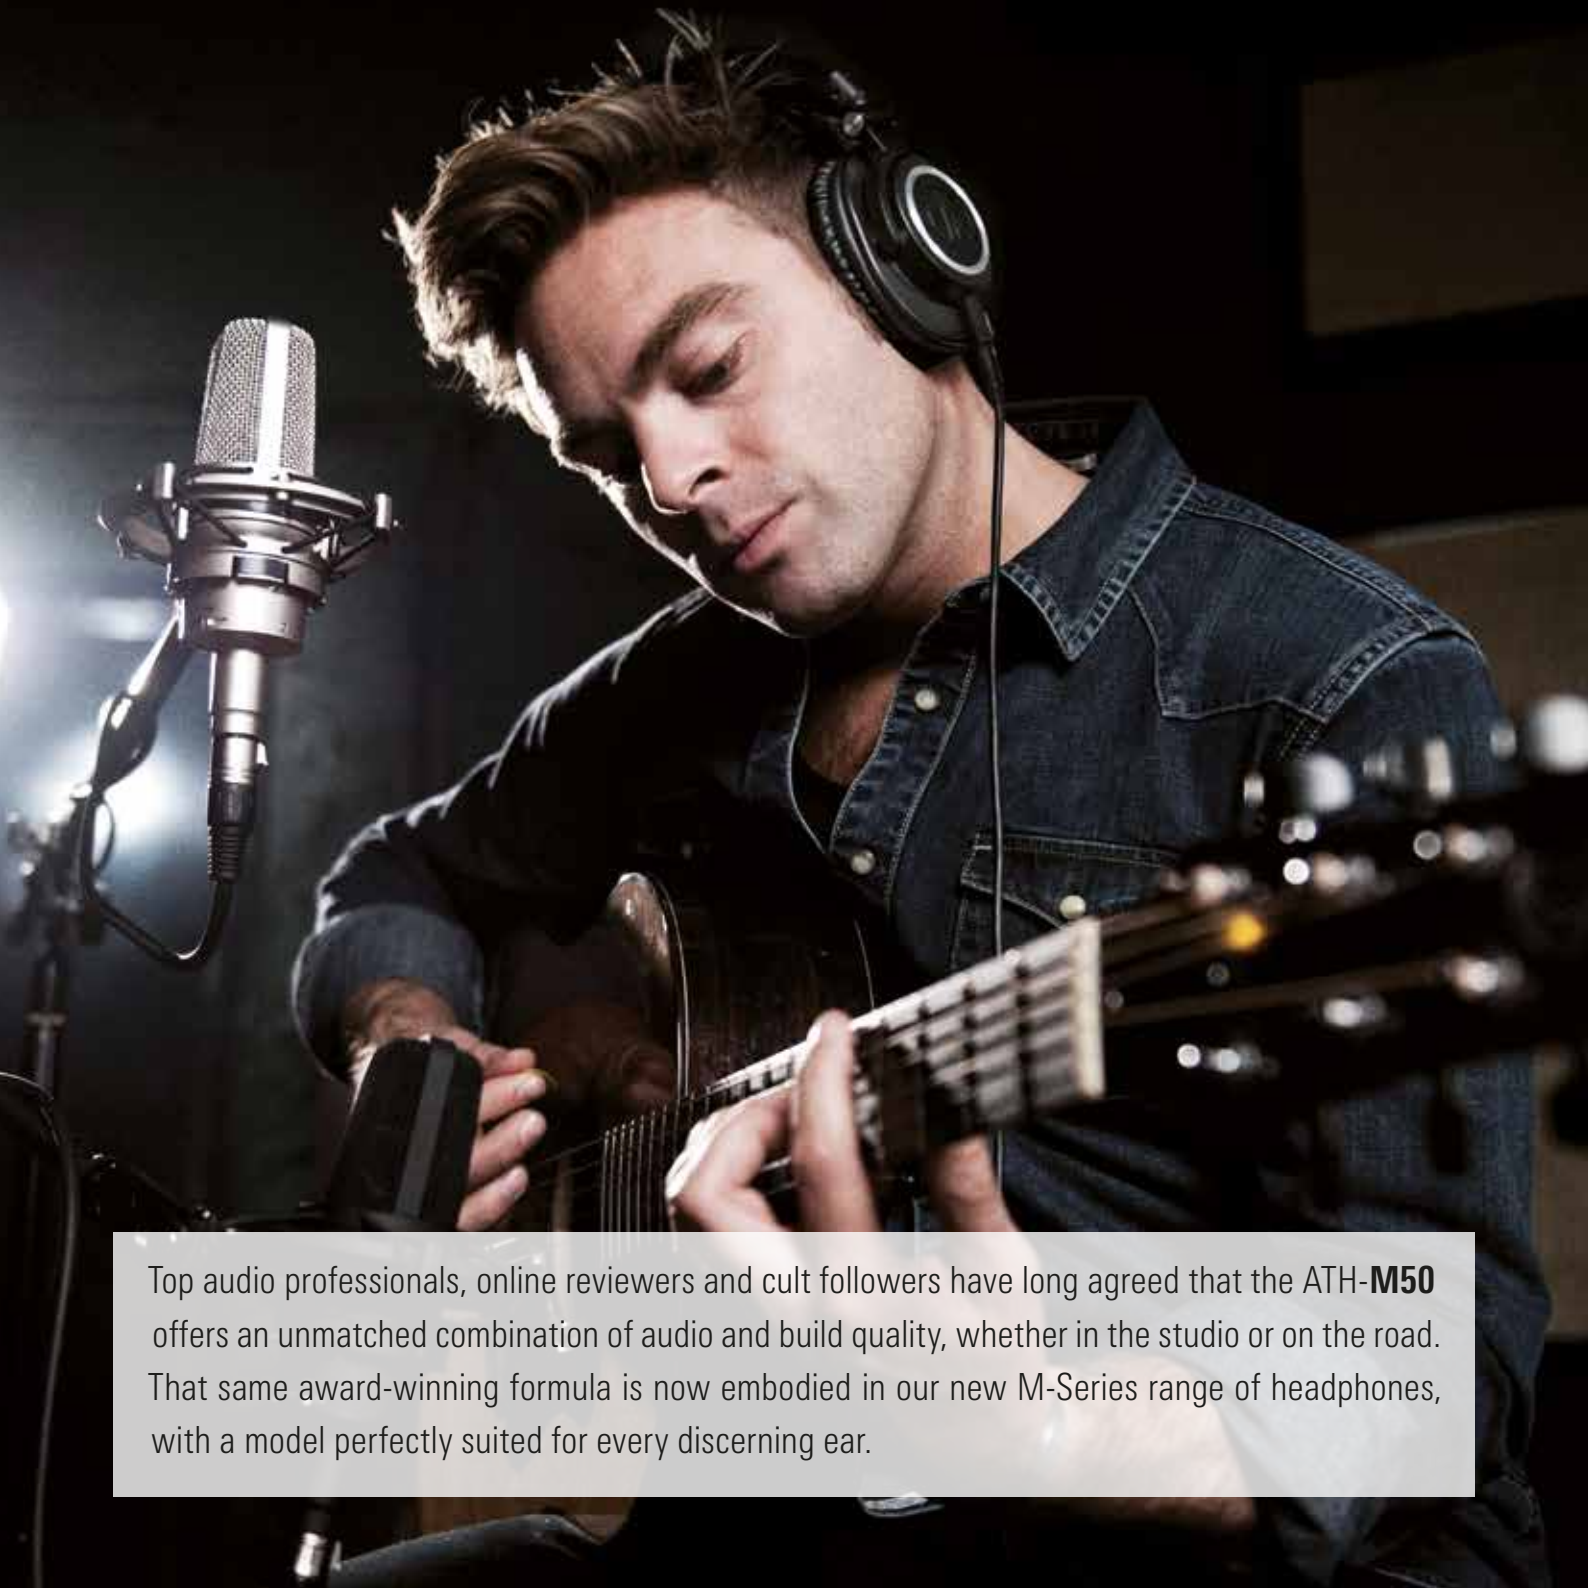 Top audio professionals, online reviewers and cult followers have long agreed that the ATH-M50
offers an unmatched combination of audio and build quality, whether in the studio or on the road.
That same award-winning formula is now embodied in our new M-Series range of headphones,
with a model perfectly suited for every discerning ear.